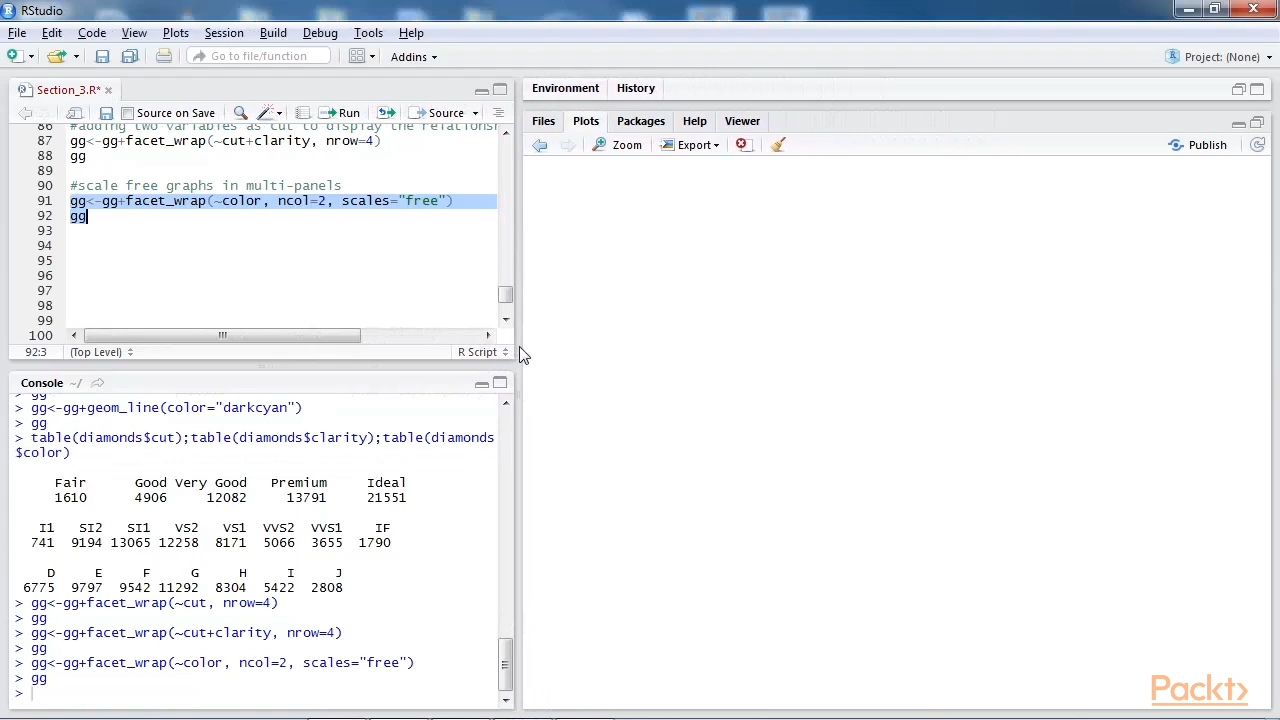 RStudio
File Edit Code View Plots Session Build Debug Tools Help
Go to file/function Addins Project: (None)
Section_3.R*
Source on Save Run Source
86 #adding two variables as cut to display the relationsh
87 gg<-gg+facet_wrap(~cut+clarity, nrow=4)
88 gg
89
90 #scale free graphs in multi-panels
91 gg<-gg+facet_wrap(~color, ncol=2, scales="free")
92 gg
93
94
95
96
97
98
99
100
92:3 (Top Level) R Script
Console ~/
gg
> gg<-gg+geom_line(color="darkcyan")
> gg
> table(diamonds$cut);table(diamonds$clarity);table(diamonds
$color)
Fair Good Very Good Premium Ideal
1610 4906 12082 13791 21551
I1 SI2 SI1 VS2 VS1 VVS2 VVS1 IF
741 9194 13065 12258 8171 5066 3655 1790
D E F G H I J
6775 9797 9542 11292 8304 5422 2808
> gg<-gg+facet_wrap(~cut, nrow=4)
> gg
> gg<-gg+facet_wrap(~cut+clarity, nrow=4)
> gg
> gg<-gg+facet_wrap(~color, ncol=2, scales="free")
> gg
>
Environment History
Files Plots Packages Help Viewer
Zoom Export Publish
Packt>